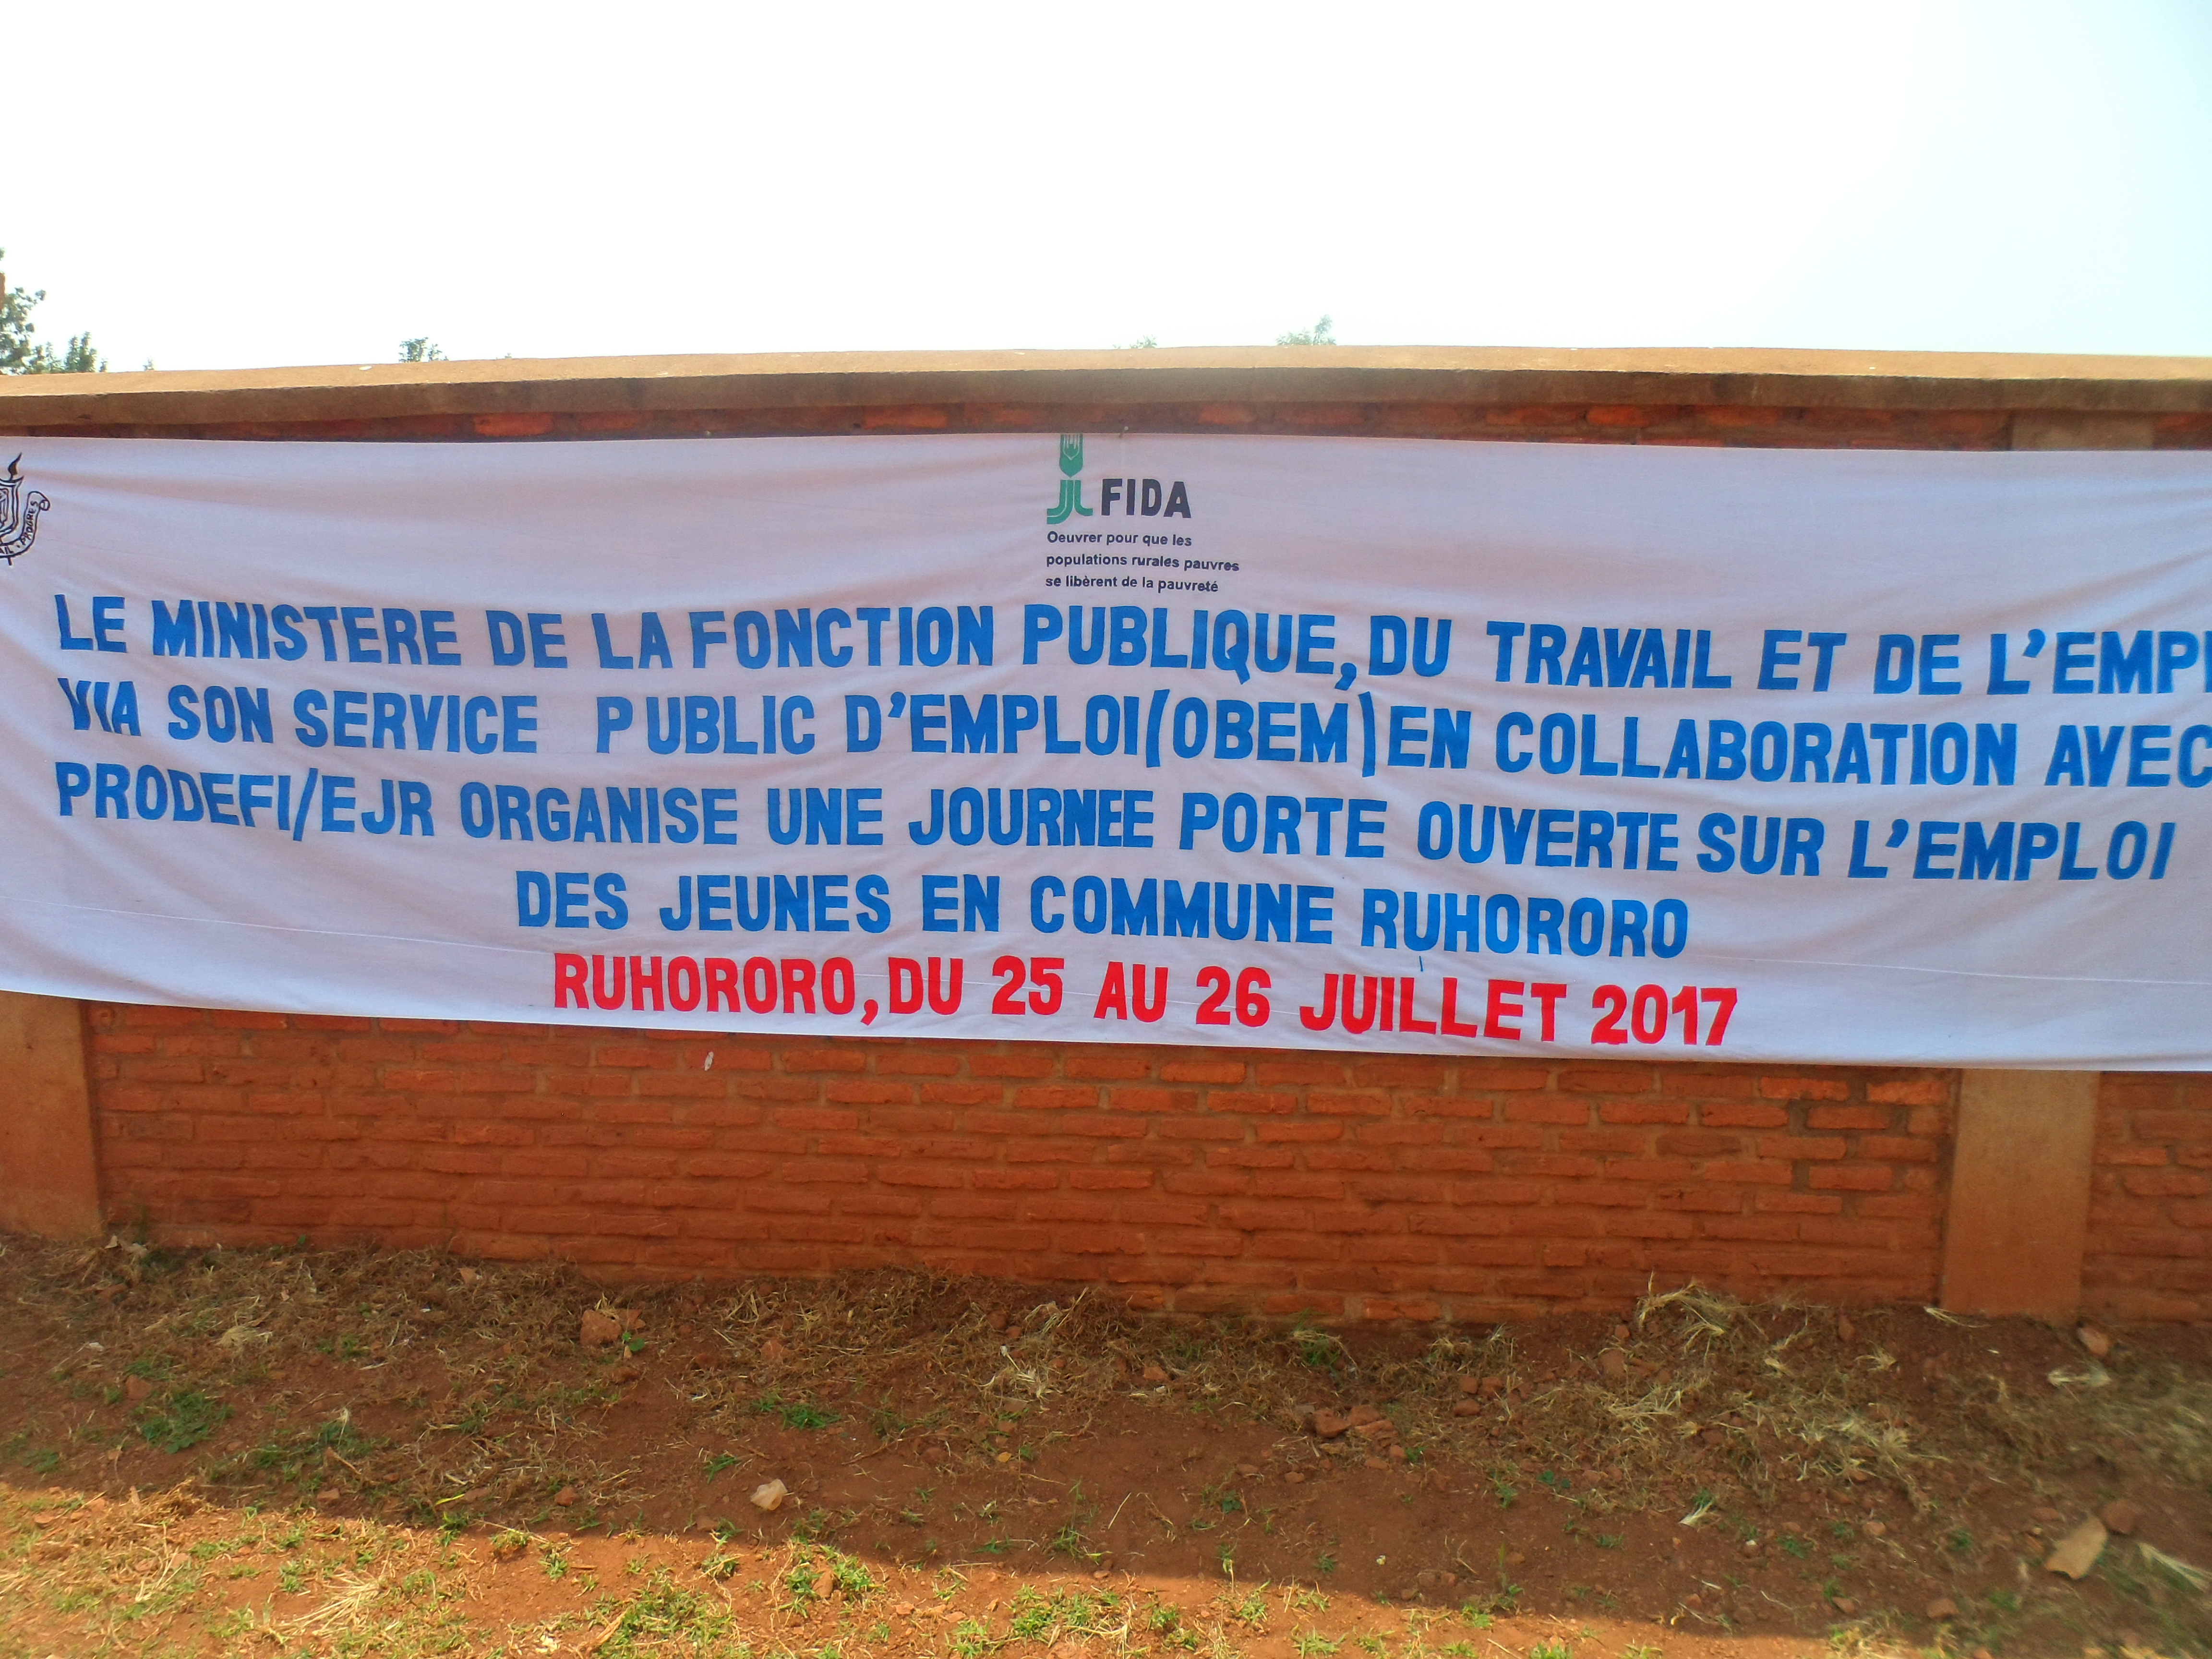 FIDA
Oeuvrer pour que les
populations rurales pauvres
se libèrent de la pauvreté
LE MINISTERE DE LA FONCTION PUBLIQUE, DU TRAVAIL ET DE L'EMPL
VIA SON SERVICE PUBLIC D'EMPLOI(OBEM)EN COLLABORATION AVEC
PRODEFI/EJR ORGANISE UNE JOURNEE PORTE OUVERTE SUR L'EMPLOI
DES JEUNES EN COMMUNE RUHORORO
RUHORORO, DU 25 AU 26 JUILLET 2017
PROGRES